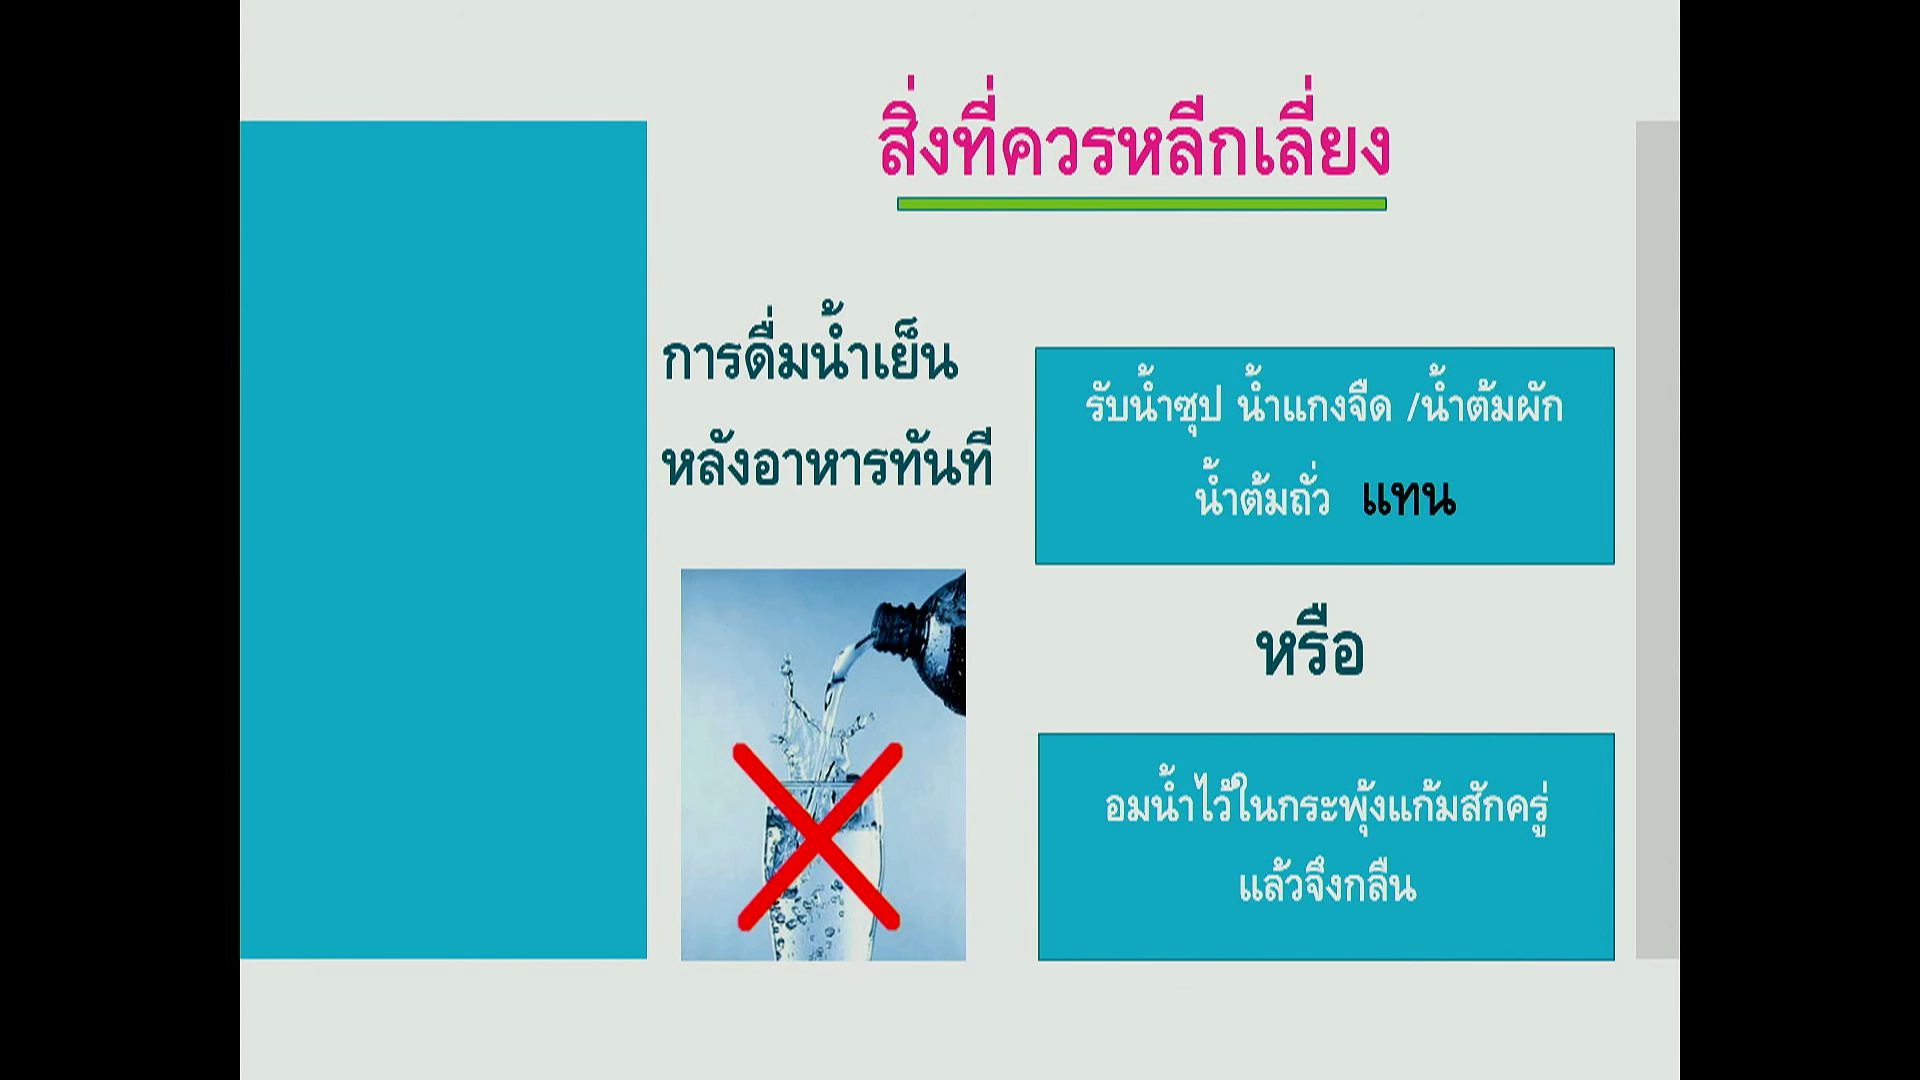 สิ่งที่ควรหลีกเลี่ยง
การดื่มน้ำเย็น
หลังอาหารทันที
รับน้ำซุป น้ำแกงจืด /น้ำต้มผัก
น้ำต้มถั่ว แทน
หรือ
อมน้ำไว้ในกระพุ้งแก้มสักครู่
แล้วจึงกลืน